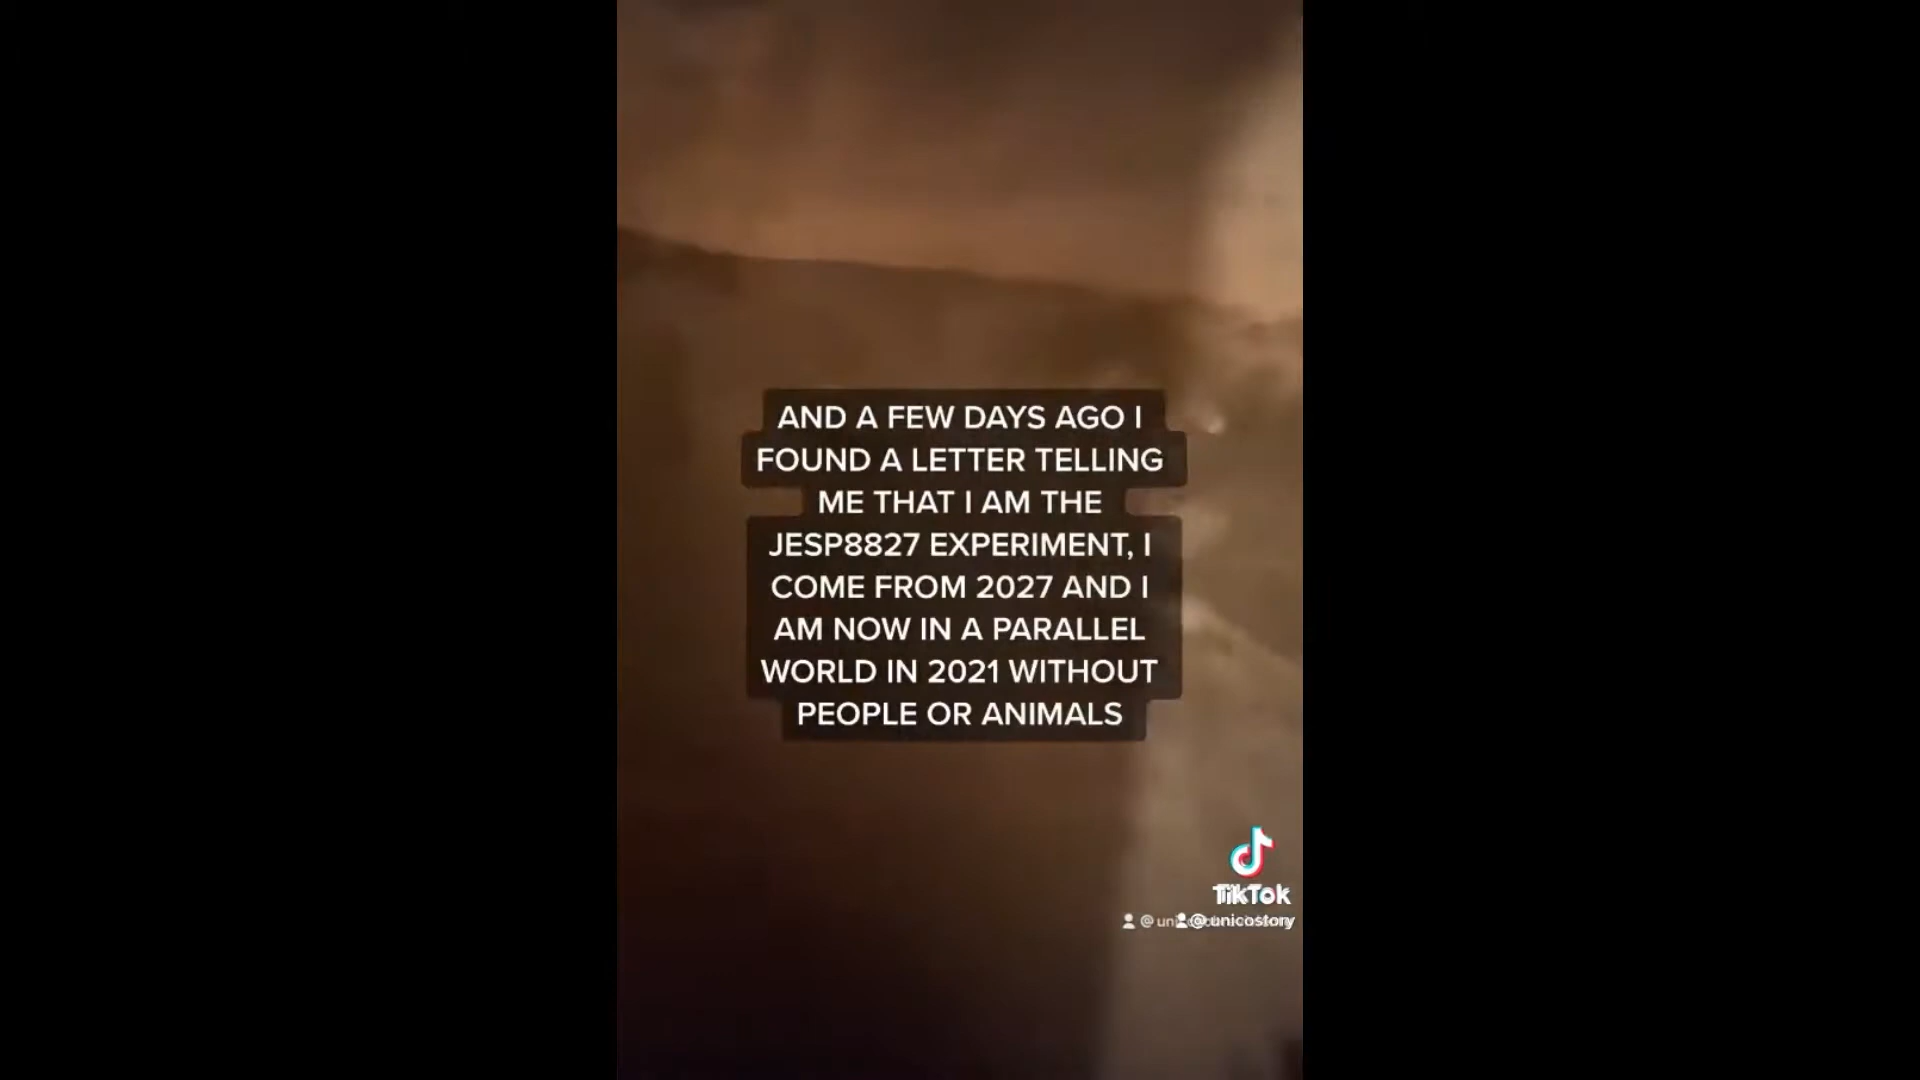 AND A FEW DAYS AGO I
FOUND A LETTER TELLING
ME THAT I AM THE
JESP8827 EXPERIMENT, I
COME FROM 2027 AND I
AM NOW IN A PARALLEL
WORLD IN 2021 WITHOUT
PEOPLE OR ANIMALS
TikTok
@unicostory